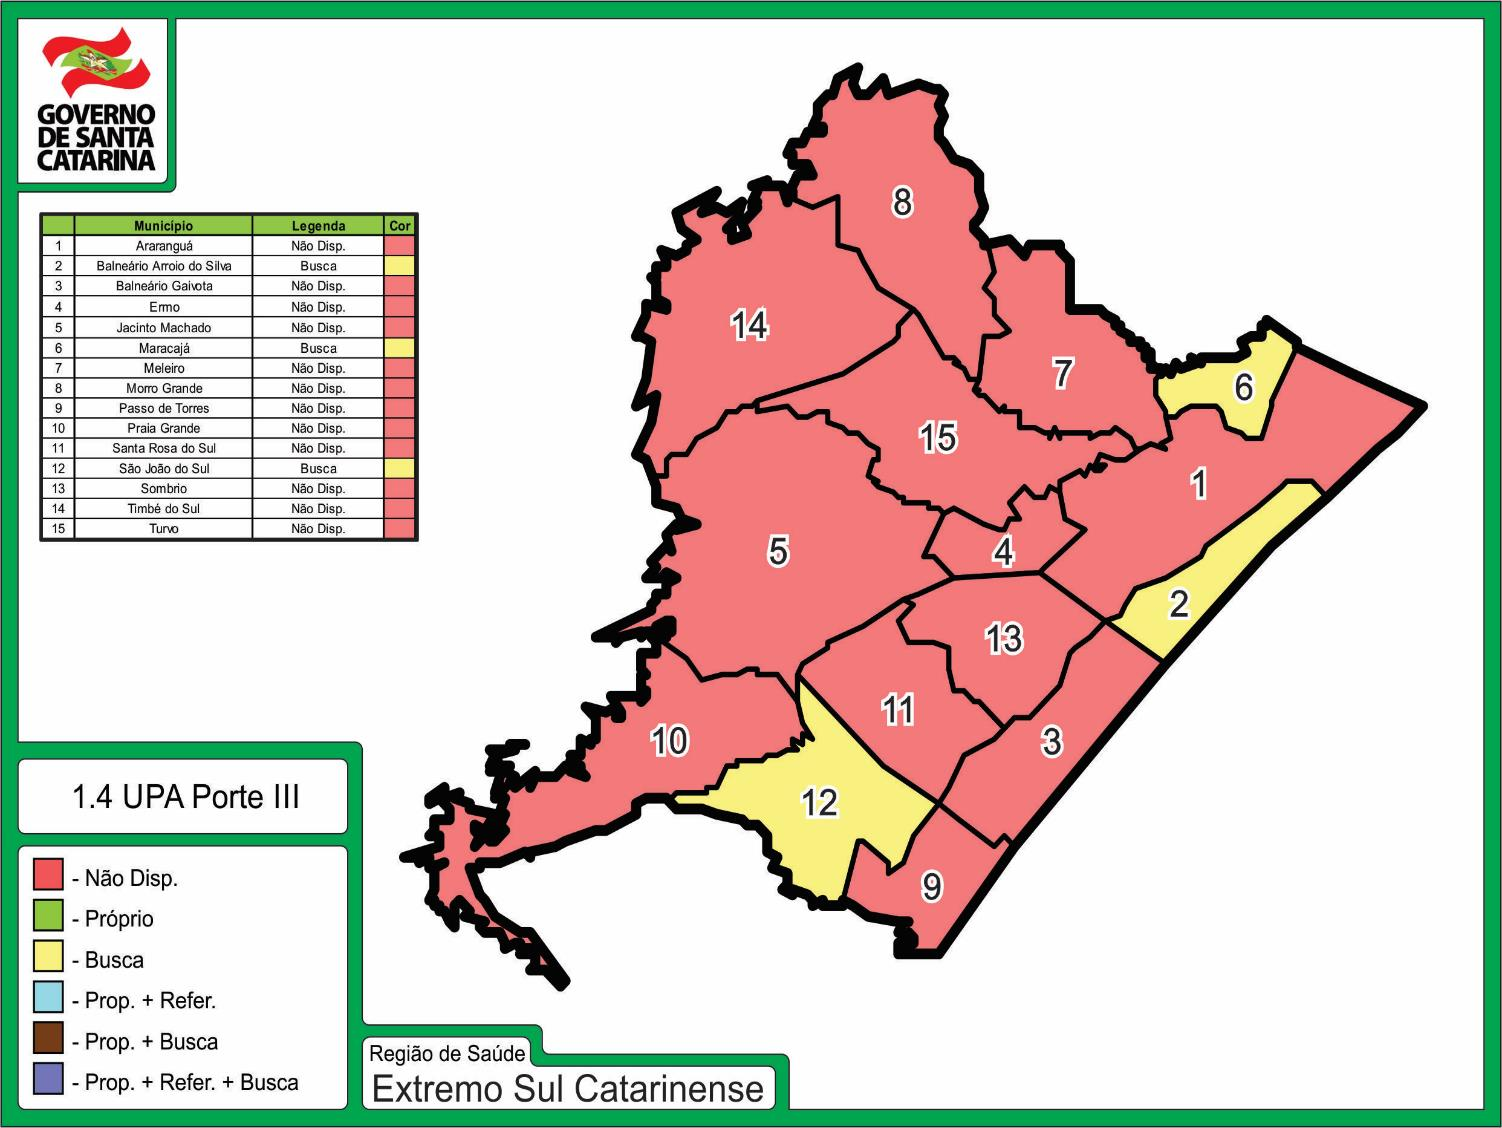 GOVERNO
DE SANTA
CATARINA
Município Legenda Cor
1 Araranguá Não Disp.
2 Balneário Arroio do Silva Busca
3 Balneário Gaivota Não Disp.
4 Ermo Não Disp.
5 Jacinto Machado Não Disp.
6 Maracajá Busca
7 Meleiro Não Disp.
8 Morro Grande Não Disp.
9 Passo de Torres Não Disp.
10 Praia Grande Não Disp.
11 Santa Rosa do Sul Não Disp.
12 São João do Sul Busca
13 Sombrio Não Disp.
14 Timbé do Sul Não Disp.
15 Turvo Não Disp.
8
14
7
6
15
1
5
4
2
13
11
10
3
12
9
1.4 UPA Porte III
- Não Disp.
- Próprio
- Busca
- Prop. + Refer.
- Prop. + Busca
- Prop. + Refer. + Busca
Região de Saúde
Extremo Sul Catarinense